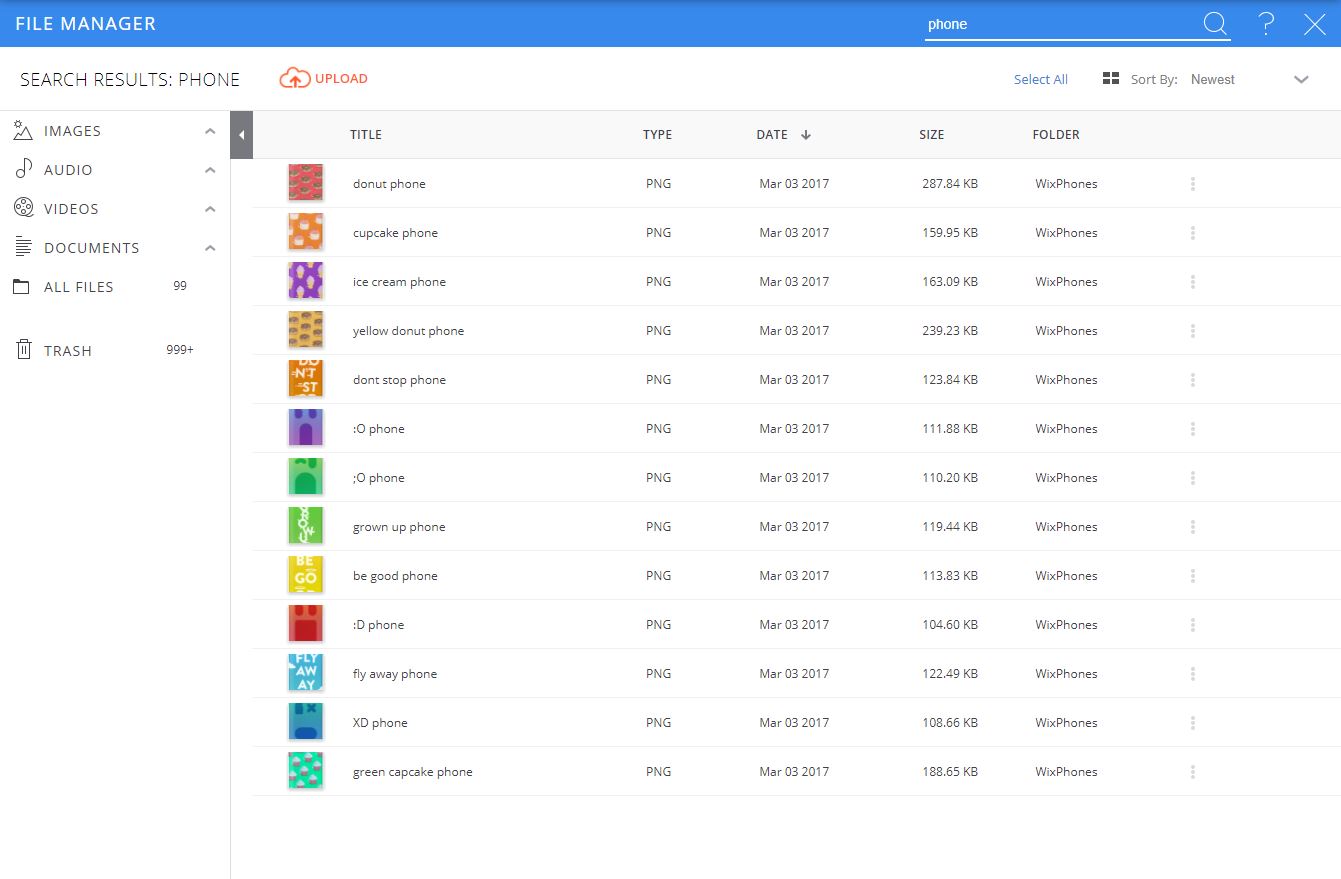 FILE MANAGER phone ?
SEARCH RESULTS: PHONE UPLOAD Select All Sort By: Newest
IMAGES
AUDIO
VIDEOS
DOCUMENTS
ALL FILES 99
TRASH 999+
TITLE TYPE DATE SIZE FOLDER
donut phone PNG Mar 03 2017 287.84 KB WixPhones
cupcake phone PNG Mar 03 2017 159.95 KB WixPhones
ice cream phone PNG Mar 03 2017 163.09 KB WixPhones
yellow donut phone PNG Mar 03 2017 239.23 KB WixPhones
DO
N'T
ST
dont stop phone PNG Mar 03 2017 123.84 KB WixPhones
:O phone PNG Mar 03 2017 111.88 KB WixPhones
;O phone PNG Mar 03 2017 110.20 KB WixPhones
grown up phone PNG Mar 03 2017 119.44 KB WixPhones
BE
GO
be good phone PNG Mar 03 2017 113.83 KB WixPhones
:D phone PNG Mar 03 2017 104.60 KB WixPhones
FLY
AW
AY
fly away phone PNG Mar 03 2017 122.49 KB WixPhones
XD phone PNG Mar 03 2017 108.66 KB WixPhones
green capcake phone PNG Mar 03 2017 188.65 KB WixPhones